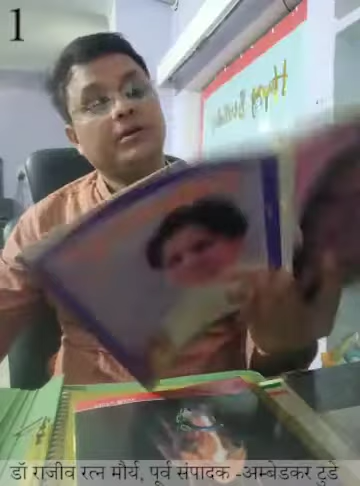 1
Happy Birthday
डॉ राजीव रत्न मौर्य, पूर्व संपादक -अम्बेडकर टुडे